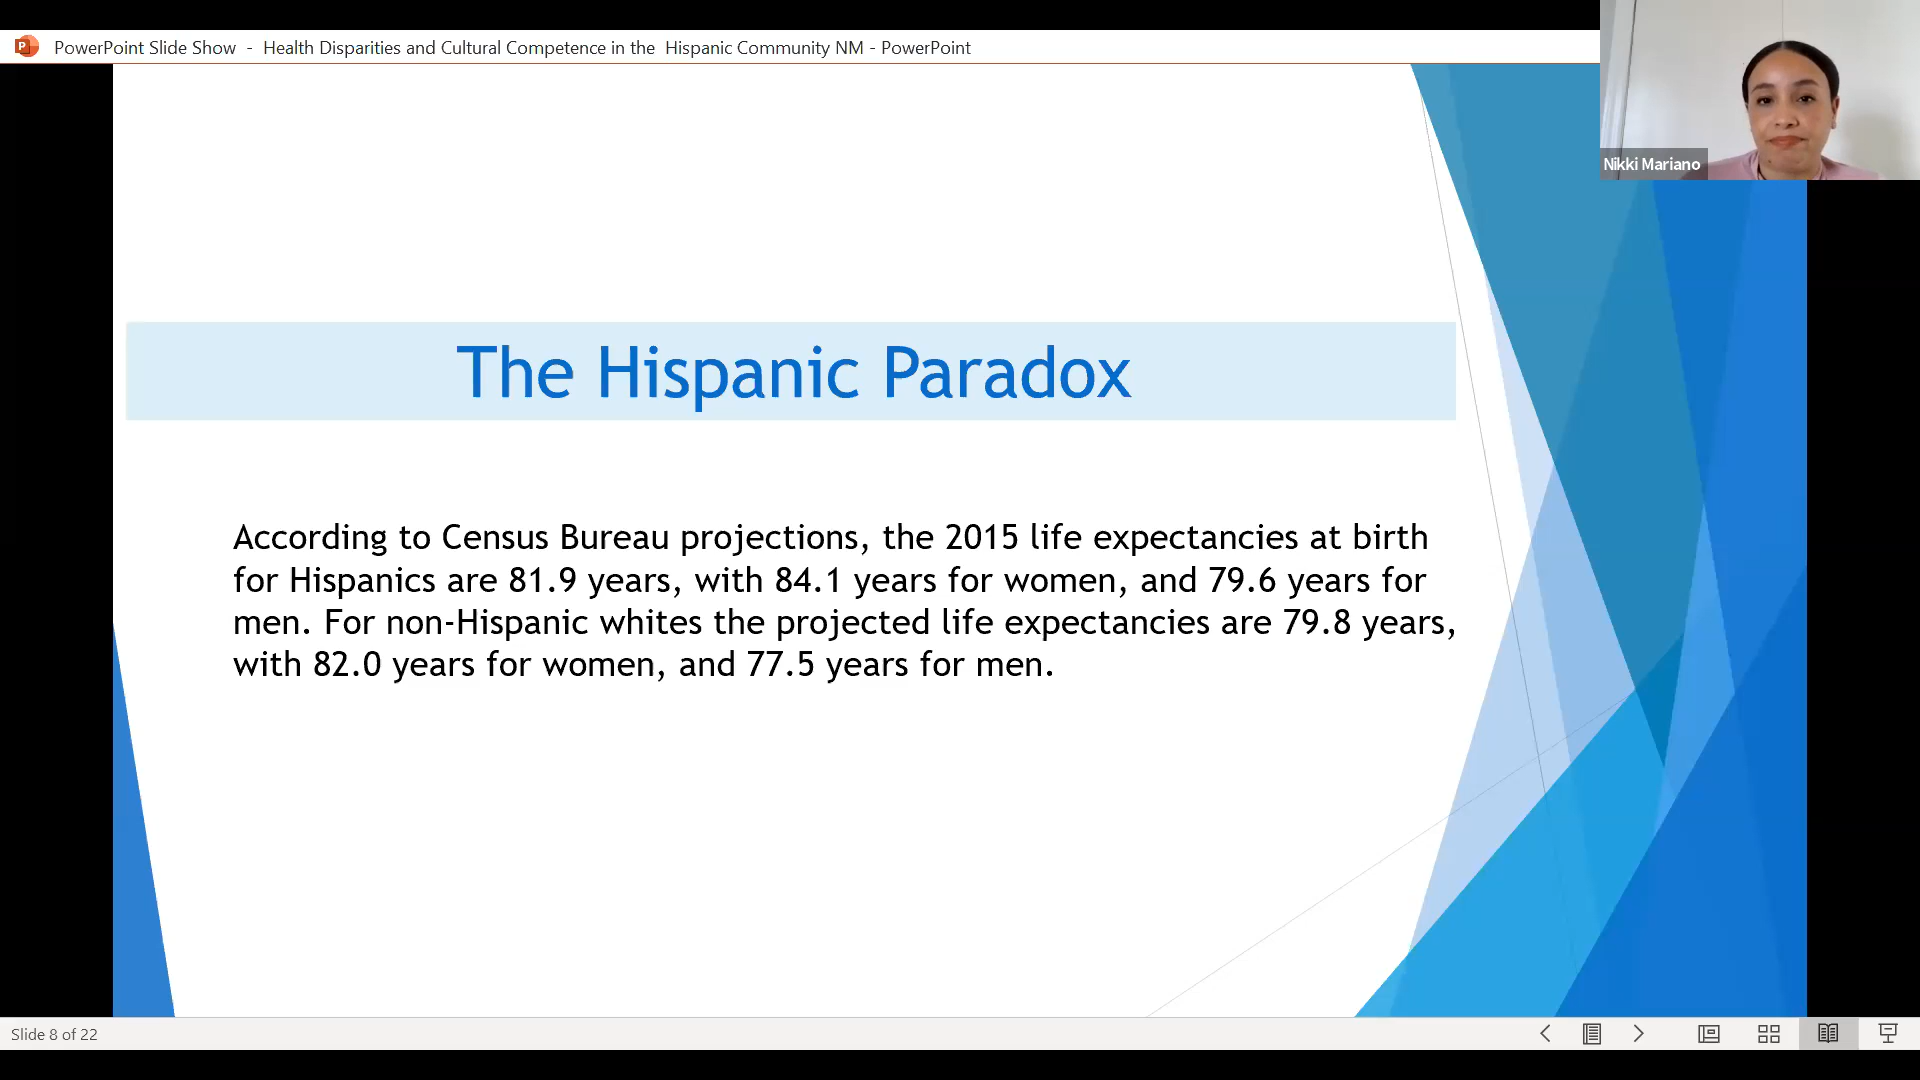 PowerPoint Slide Show - Health Disparities and Cultural Competence in the Hispanic Community NM - PowerPoint
Nikki Mariano
The Hispanic Paradox
According to Census Bureau projections, the 2015 life expectancies at birth
for Hispanics are 81.9 years, with 84.1 years for women, and 79.6 years for
men. For non-Hispanic whites the projected life expectancies are 79.8 years,
with 82.0 years for women, and 77.5 years for men.
Slide 8 of 22